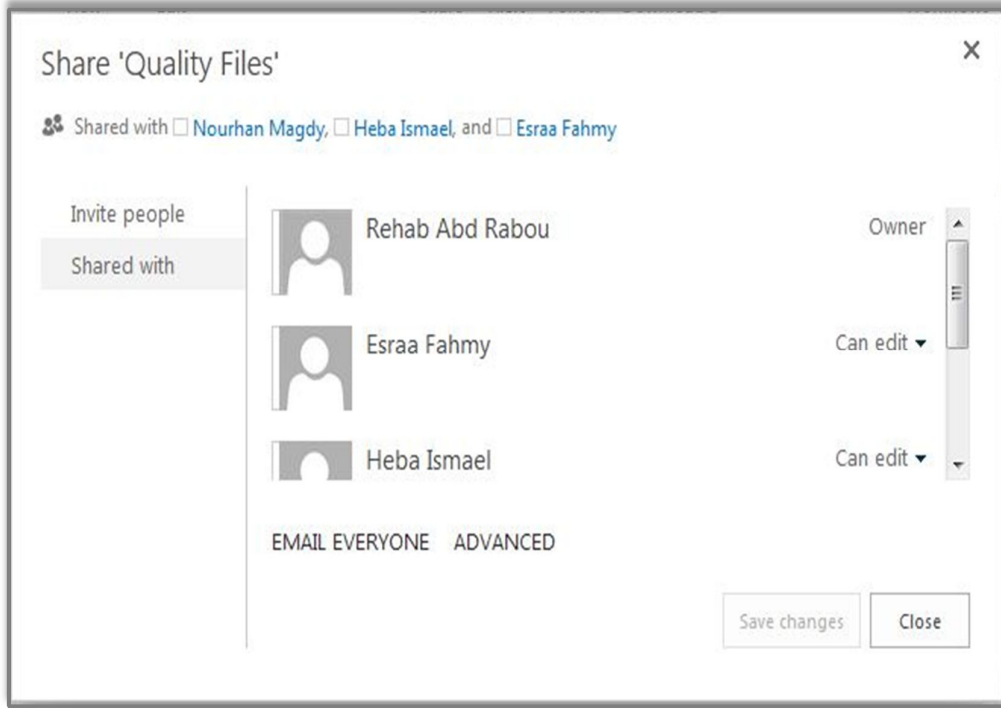 Share 'Quality Files'
Shared with Nourhan Magdy, Heba Ismael, and Esraa Fahmy
Invite people
Shared with
Rehab Abd Rabou Owner
Esraa Fahmy Can edit
Heba Ismael Can edit
EMAIL EVERYONE ADVANCED
Save changes Close